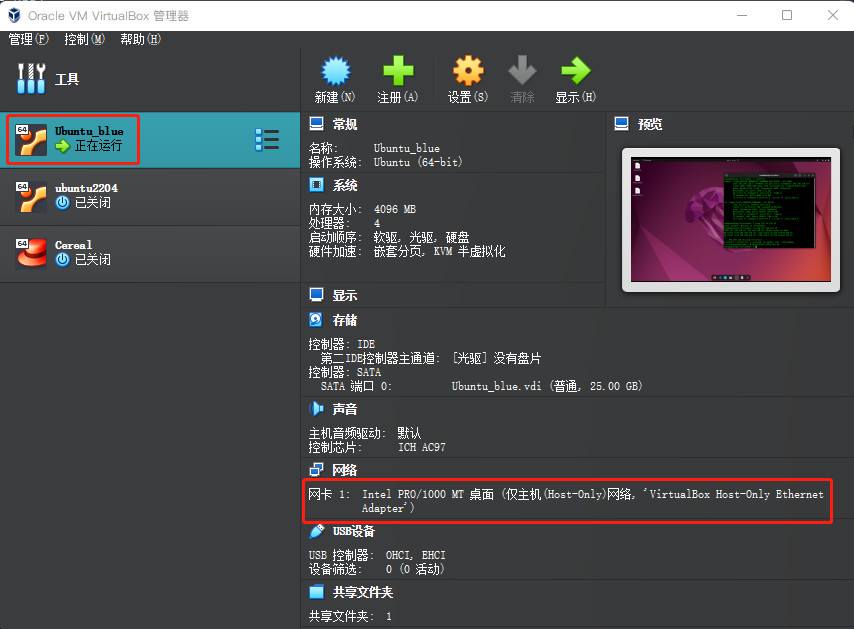 Oracle VM VirtualBox 管理器
管理(F) 控制(M) 帮助(H)
工具
新建(N) 注册(A) 设置(S) 清除 显示(H)
64
Ubuntu_blue
正在运行
64
ubuntu2204
已关闭
64
Cereal
已关闭
常规
名称: Ubuntu_blue
操作系统: Ubuntu (64-bit)
系统
内存大小: 4096 MB
处理器: 4
启动顺序: 软驱, 光驱, 硬盘
硬件加速: 嵌套分页, KVM 半虚拟化
预览
显示
存储
控制器: IDE
第二IDE控制器主通道: [光驱] 没有盘片
控制器: SATA
SATA 端口 0: Ubuntu_blue.vdi (普通, 25.00 GB)
声音
主机音频驱动: 默认
控制芯片: ICH AC97
网络
网卡 1: Intel PRO/1000 MT 桌面 (仅主机(Host-Only)网络, 'VirtualBox Host-Only Ethernet
Adapter')
USB设备
USB 控制器: OHCI, EHCI
设备筛选: 0 (0 活动)
共享文件夹
共享文件夹: 1